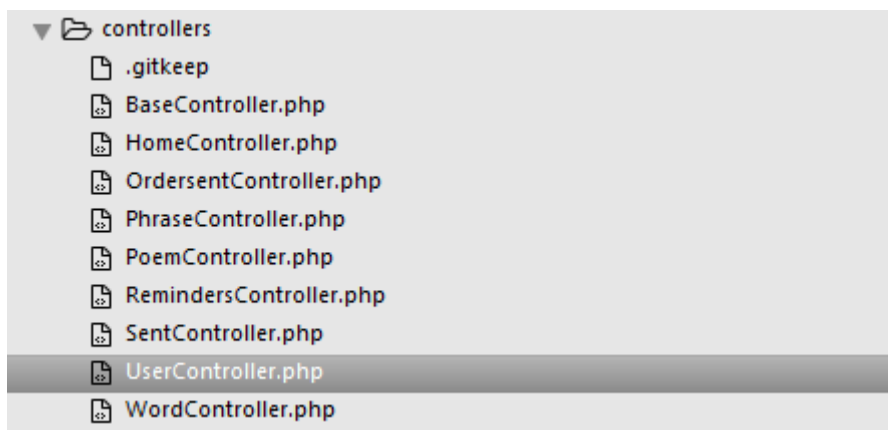 controllers
.gitkeep
BaseController.php
HomeController.php
OrdersentController.php
PhraseController.php
PoemController.php
RemindersController.php
SentController.php
UserController.php
WordController.php